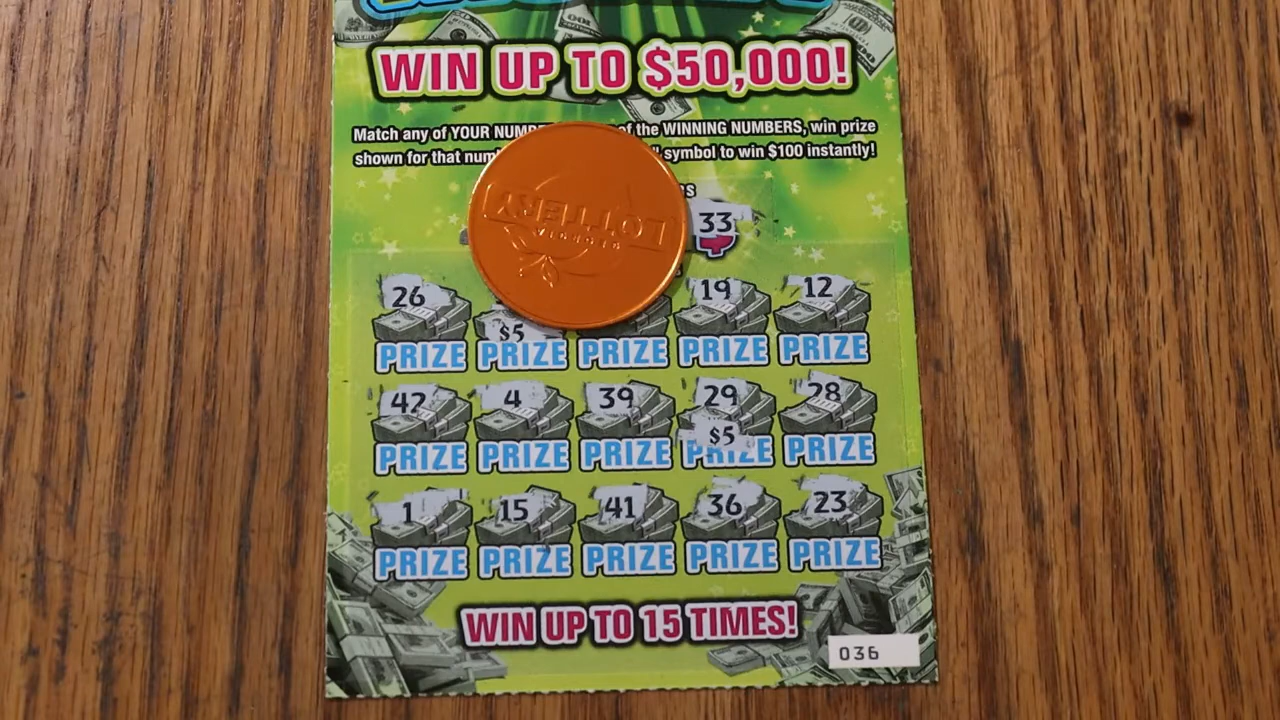 WIN UP TO $50,000!
Match any of YOUR of the WINNING NUMBERS, win prize
shown for that symbol to win $100 instantly!
33
LOTTERY
VIRGINIA
26 19 12
$5
PRIZE PRIZE PRIZE PRIZE PRIZE
42 4 39 29 28
$5
PRIZE PRIZE PRIZE PRIZE PRIZE
1 15 41 36 23
PRIZE PRIZE PRIZE PRIZE PRIZE
WIN UP TO 15 TIMES!
036